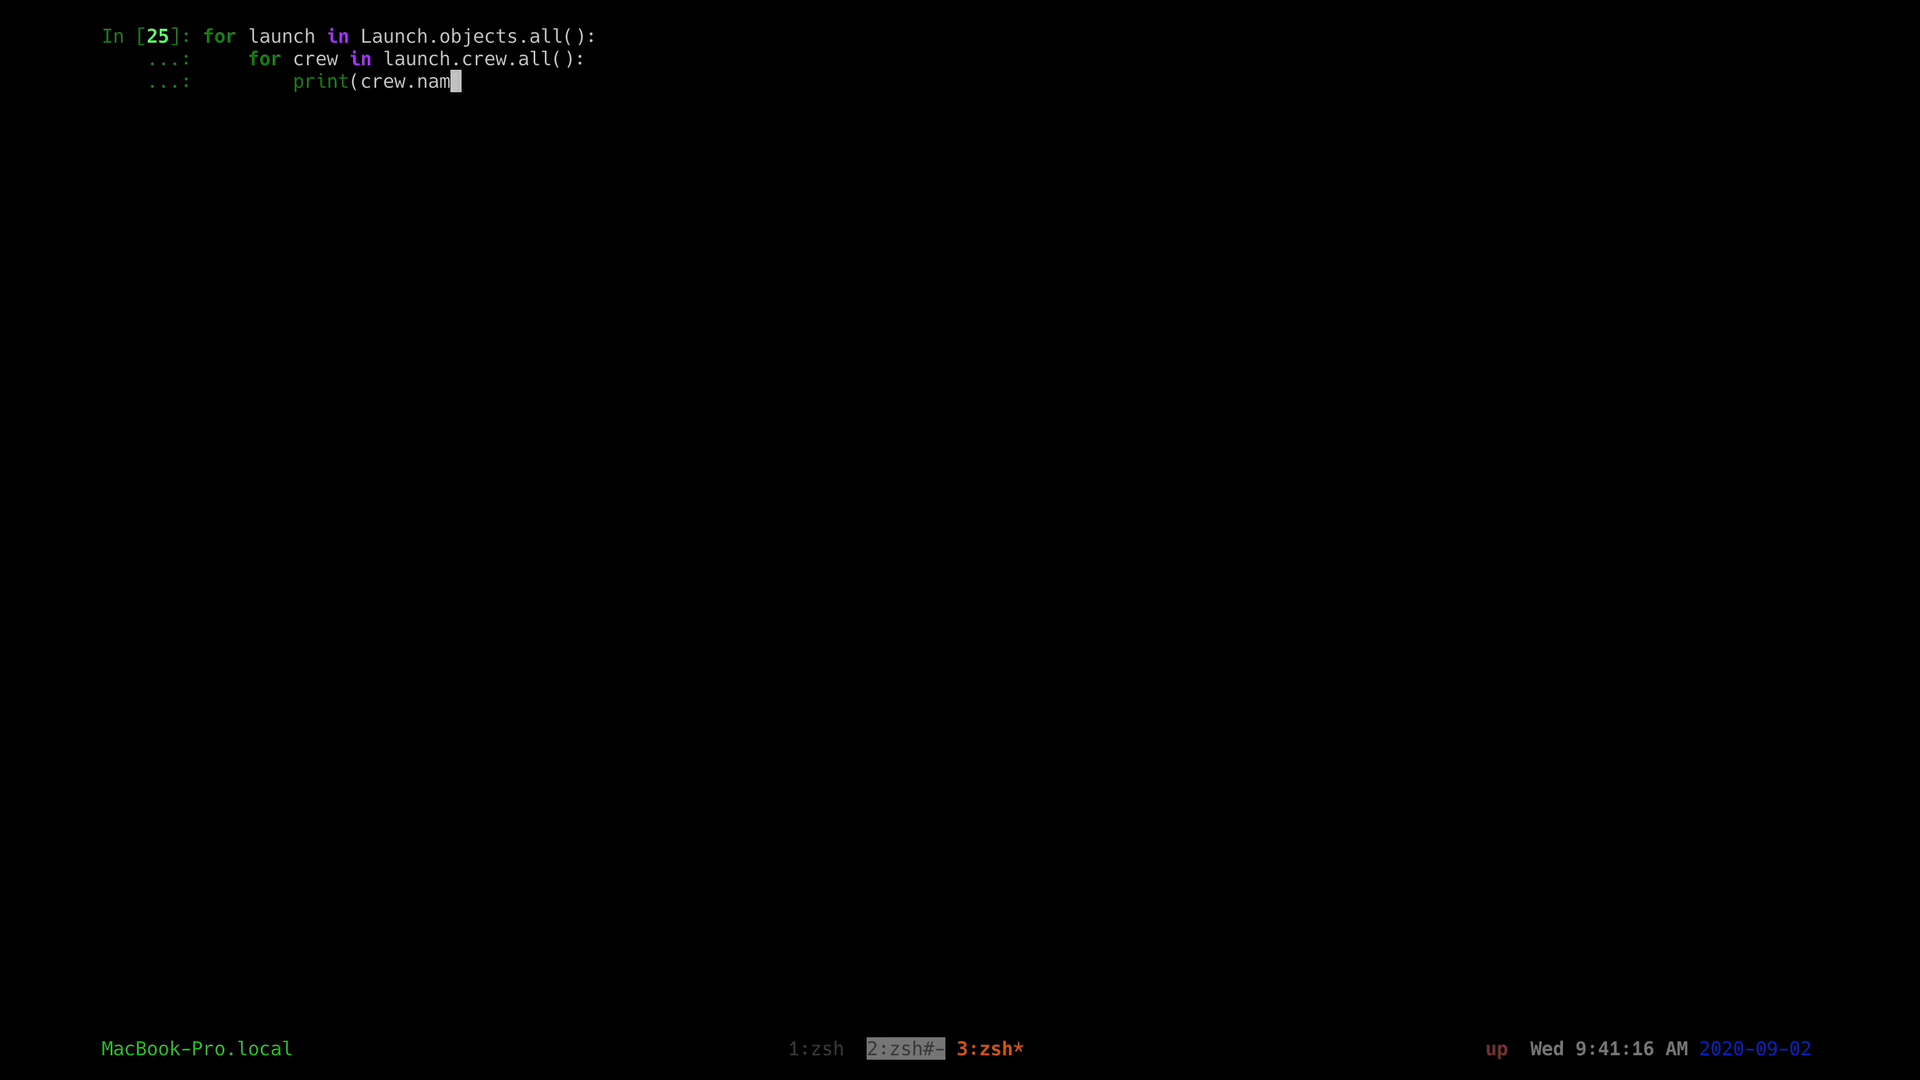 In [25]: for launch in Launch.objects.all():
    ...:     for crew in launch.crew.all():
    ...:         print(crew.nam
MacBook-Pro.local 1:zsh 2:zsh#- 3:zsh* up Wed 9:41:16 AM 2020-09-02